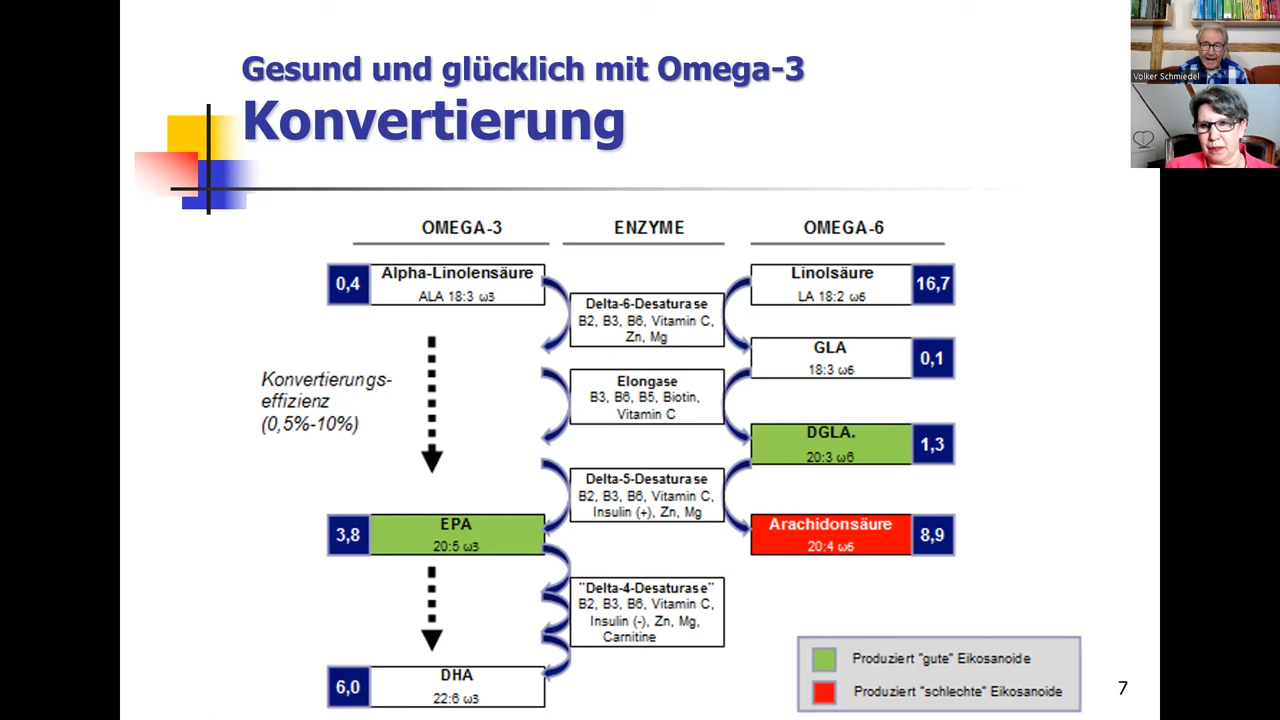 Gesund und glücklich mit Omega-3
Konvertierung
Volker Schmiedel
OMEGA-3
ENZYME
OMEGA-6
0,4
Alpha-Linolensäure
ALA 18:3 ω3
Linolsäure
LA 18:2 ω6
16,7
Delta-6-Desaturase
B2, B3, B6, Vitamin C,
Zn, Mg
GLA
18:3 ω6
0,1
Konvertierungs-
effizienz
(0,5%-10%)
Elongase
B3, B6, B5, Biotin,
Vitamin C
DGLA.
20:3 ω6
1,3
Delta-5-Desaturase
B2, B3, B6, Vitamin C,
Insulin (+), Zn, Mg
3,8
EPA
20:5 ω3
Arachidonsäure
20:4 ω6
8,9
"Delta-4-Desaturase"
B2, B3, B6, Vitamin C,
Insulin (-), Zn, Mg,
Carnitine
6,0
DHA
22:6 ω3
Produziert "gute" Eikosanoide
Produziert "schlechte" Eikosanoide
7